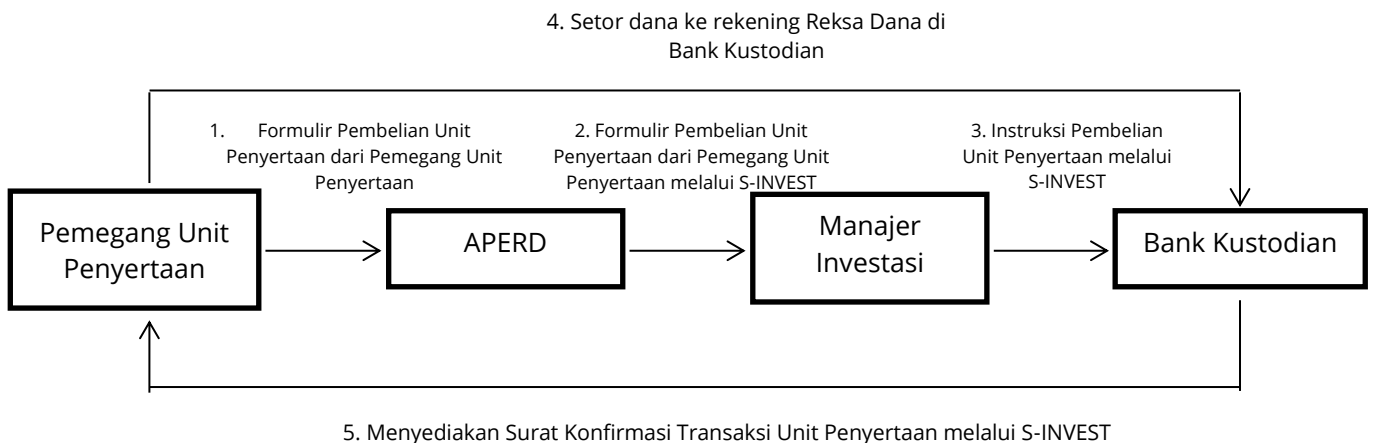 4. Setor dana ke rekening Reksa Dana di
Bank Kustodian
1. Formulir Pembelian Unit
Penyertaan dari Pemegang Unit
Penyertaan
2. Formulir Pembelian Unit
Penyertaan dari Pemegang Unit
Penyertaan melalui S-INVEST
3. Instruksi Pembelian
Unit Penyertaan melalui
S-INVEST
Pemegang Unit
Penyertaan
APERD
Manajer
Investasi
Bank Kustodian
5. Menyediakan Surat Konfirmasi Transaksi Unit Penyertaan melalui S-INVEST